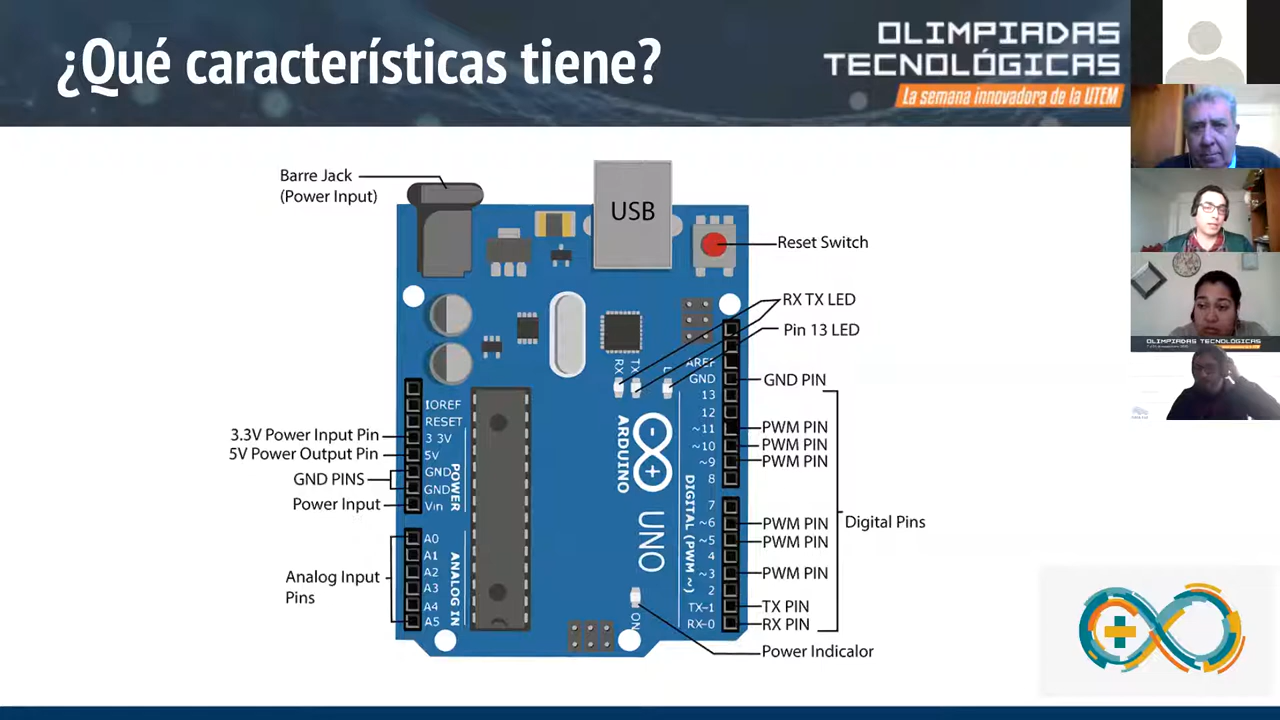 ¿Qué características tiene?
OLIMPIADAS
TECNOLÓGICAS
La semana innovadora de la UTEM
Barre Jack
(Power Input)
USB
Reset Switch
RX TX LED
Pin 13 LED
RX
TX
L
AREF
GND
GND PIN
13
12
~11
PWM PIN
~10
PWM PIN
~9
PWM PIN
8
7
~6
PWM PIN
~5
PWM PIN
4
~3
PWM PIN
2
TX-1
TX PIN
RX-0
RX PIN
Digital Pins
DIGITAL (PWM ~)
ARDUINO
UNO
ON
Power Indicalor
IOREF
RESET
3.3V Power Input Pin
3 3V
5V Power Output Pin
5V
GND PINS
GND
GND
Power Input
Vin
POWER
Analog Input
Pins
A0
A1
A2
A3
A4
A5
ANALOG IN
OLIMPIADAS TECNOLÓGICAS